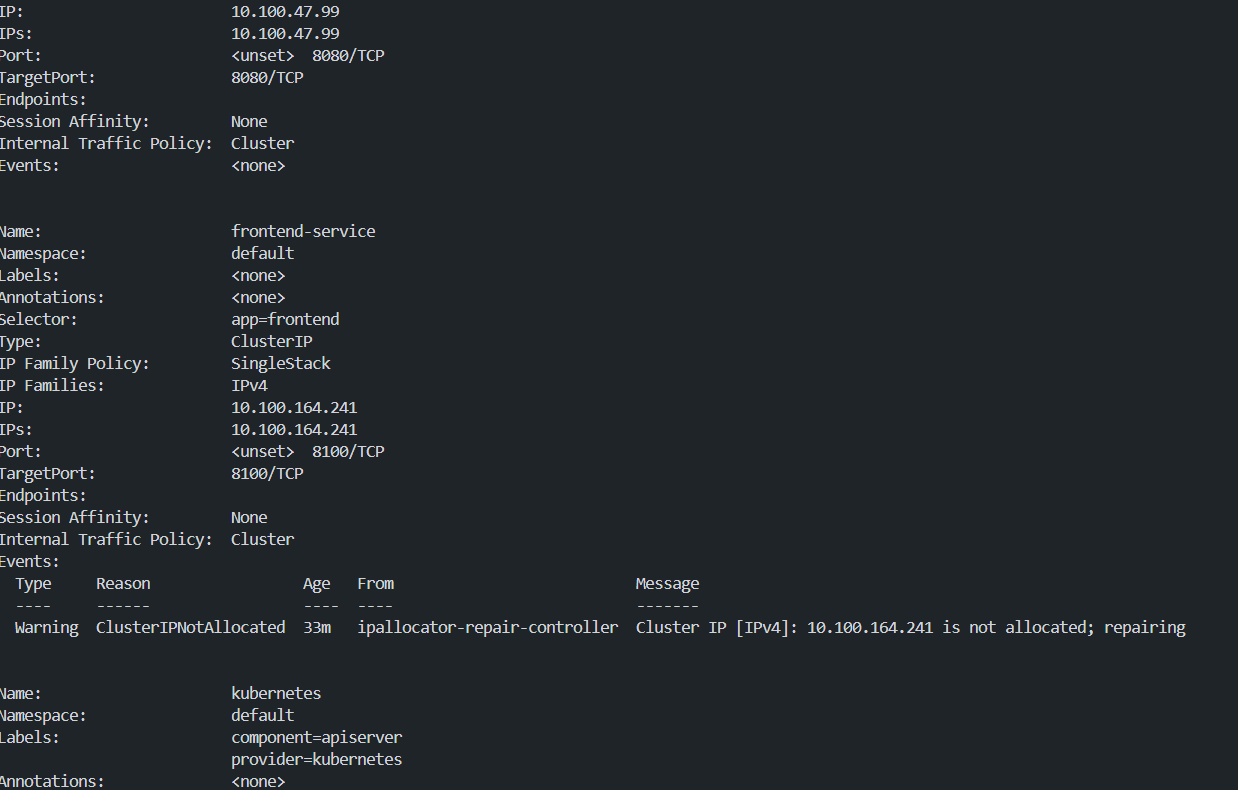 IP: 10.100.47.99
IPs: 10.100.47.99
Port: <unset> 8080/TCP
TargetPort: 8080/TCP
Endpoints:
Session Affinity: None
Internal Traffic Policy: Cluster
Events: <none>
Name: frontend-service
Namespace: default
Labels: <none>
Annotations: <none>
Selector: app=frontend
Type: ClusterIP
IP Family Policy: SingleStack
IP Families: IPv4
IP: 10.100.164.241
IPs: 10.100.164.241
Port: <unset> 8100/TCP
TargetPort: 8100/TCP
Endpoints:
Session Affinity: None
Internal Traffic Policy: Cluster
Events:
Type Reason Age From Message
---- ------ ---- ---- -------
Warning ClusterIPNotAllocated 33m ipallocator-repair-controller Cluster IP [IPv4]: 10.100.164.241 is not allocated; repairing
Name: kubernetes
Namespace: default
Labels: component=apiserver
provider=kubernetes
Annotations: <none>